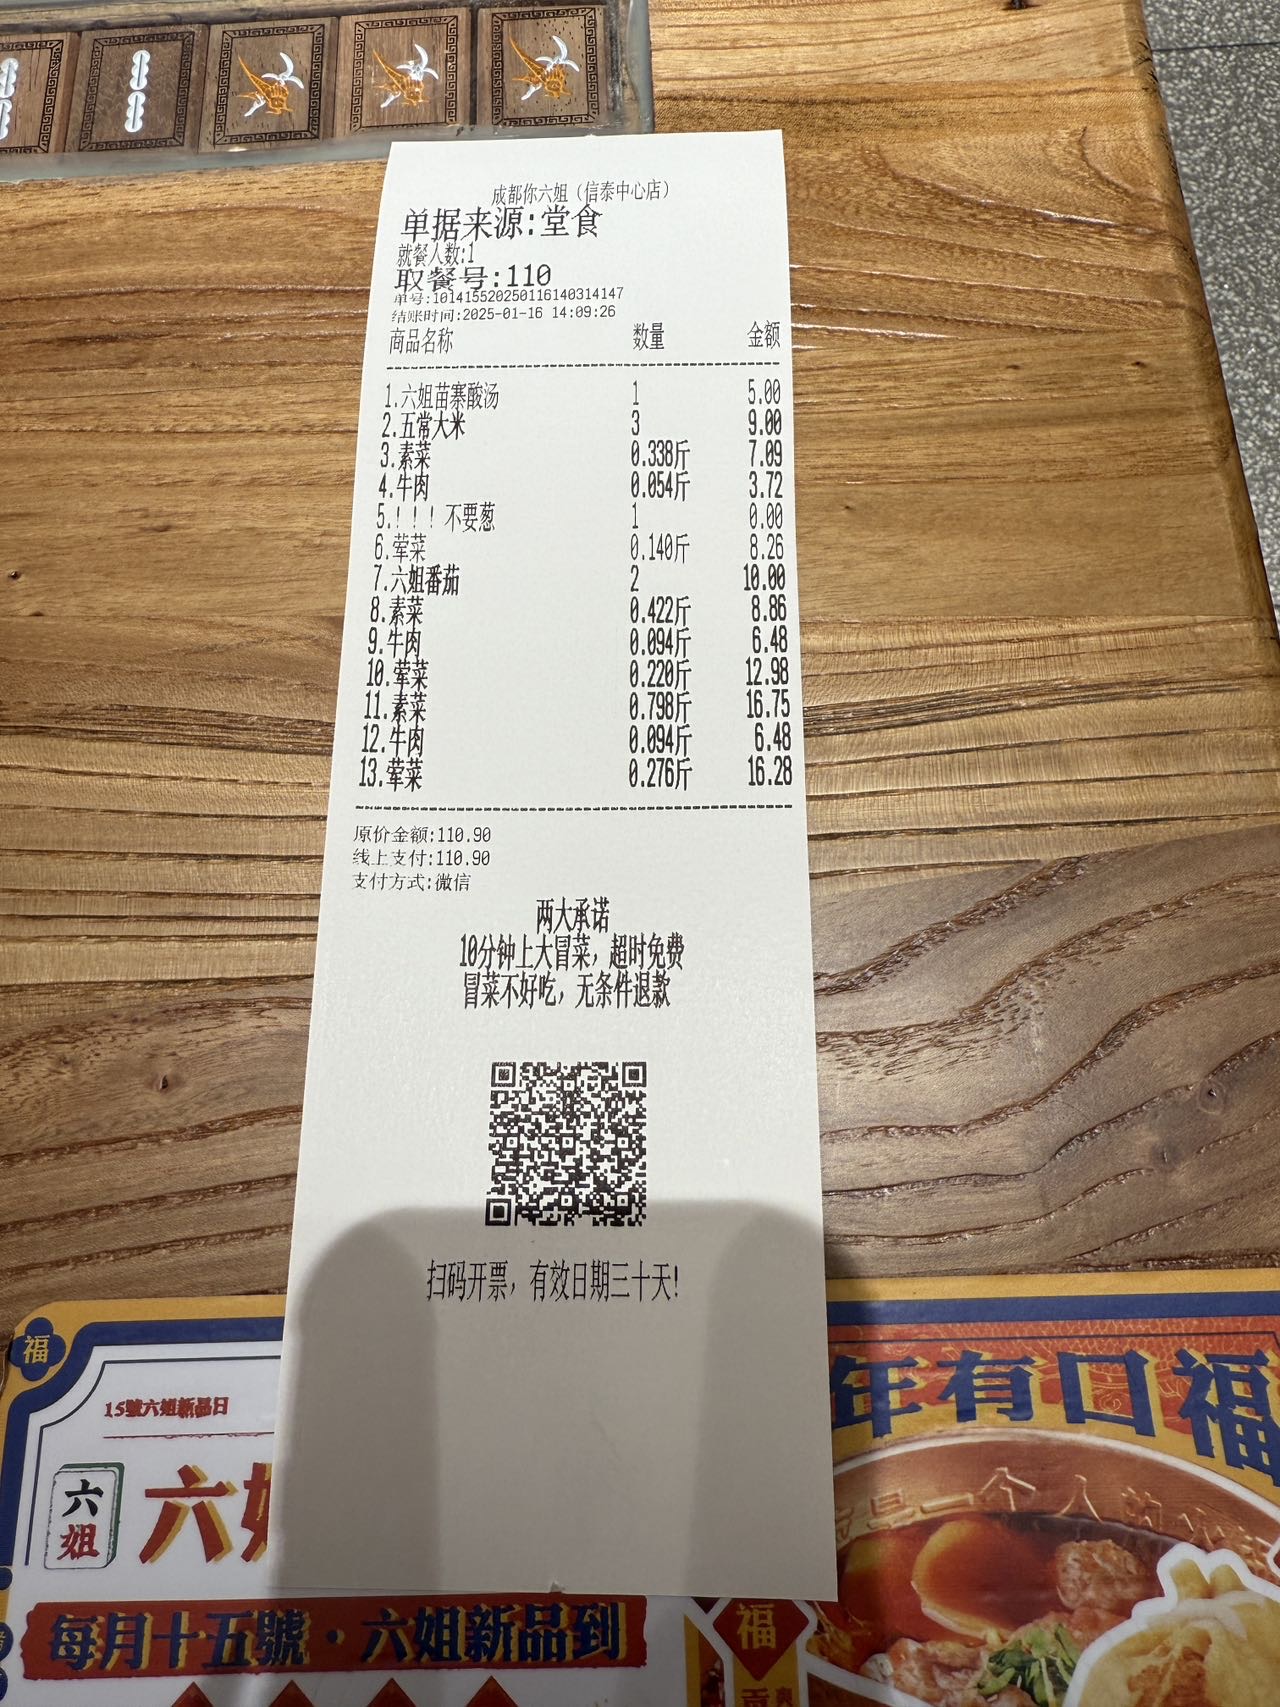 成都你六姐（信泰中心店）
单据来源:堂食
就餐人数:1
取餐号:110
单号:101415520250116140314147
结账时间:2025-01-16 14:09:26
商品名称 数量 金额
1.六姐苗寨酸汤 1 5.00
2.五常大米 3 9.00
3.素菜 0.338斤 7.09
4.牛肉 0.054斤 3.72
5.！！！不要葱 1 0.00
6.荤菜 0.140斤 8.26
7.六姐番茄 2 10.00
8.素菜 0.422斤 8.86
9.牛肉 0.094斤 6.48
10.荤菜 0.220斤 12.98
11.素菜 0.798斤 16.75
12.牛肉 0.094斤 6.48
13.荤菜 0.276斤 16.28
原价金额:110.90
线上支付:110.90
支付方式:微信
两大承诺
10分钟上大冒菜，超时免费
冒菜不好吃，无条件退款
扫码开票，有效日期三十天!
福
15號六姐新品日
六姐
六
每月十五號·六姐新品到
年有口福
是一个人的
福